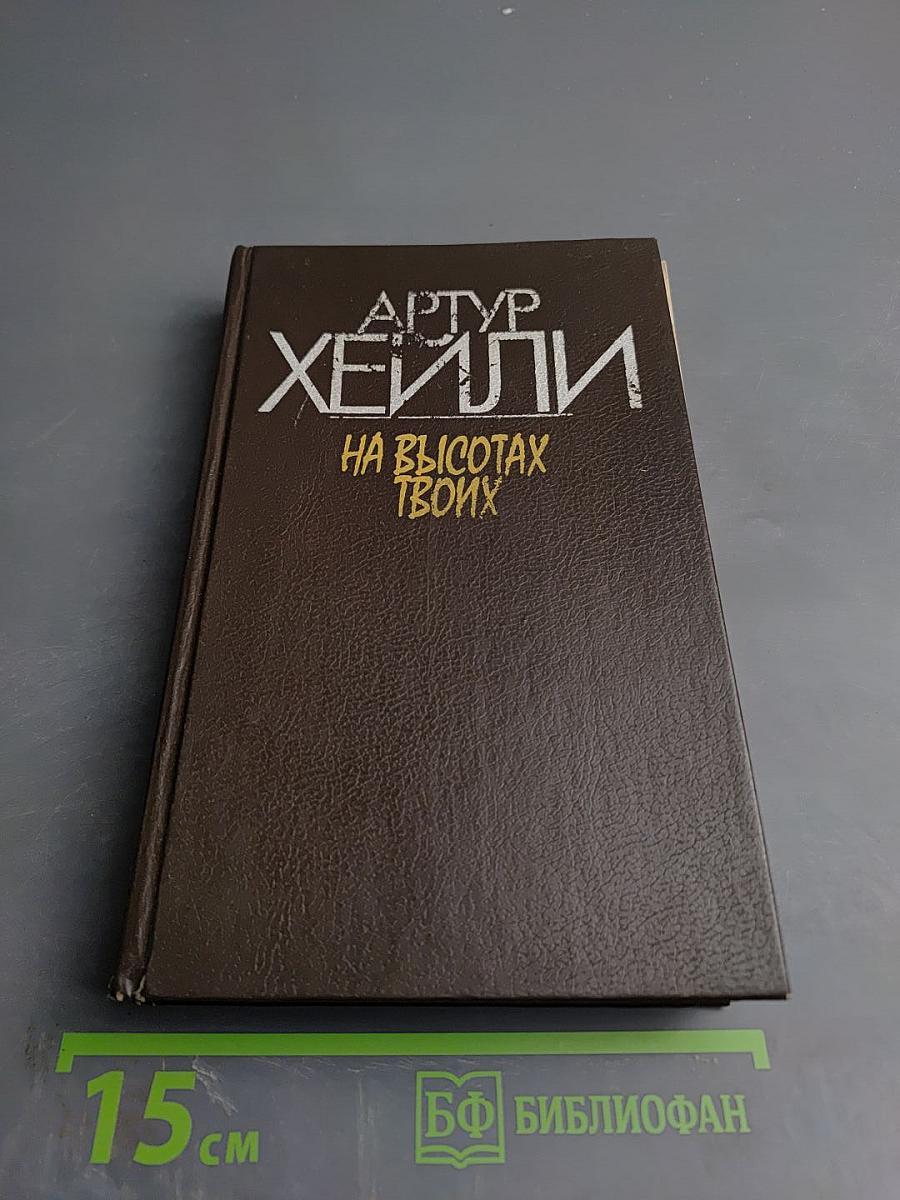 АРТУР
ХЕЙЛИ
НА ВЫСОТАХ
ТВОИХ
15 см
БФ БИБЛИОФАН